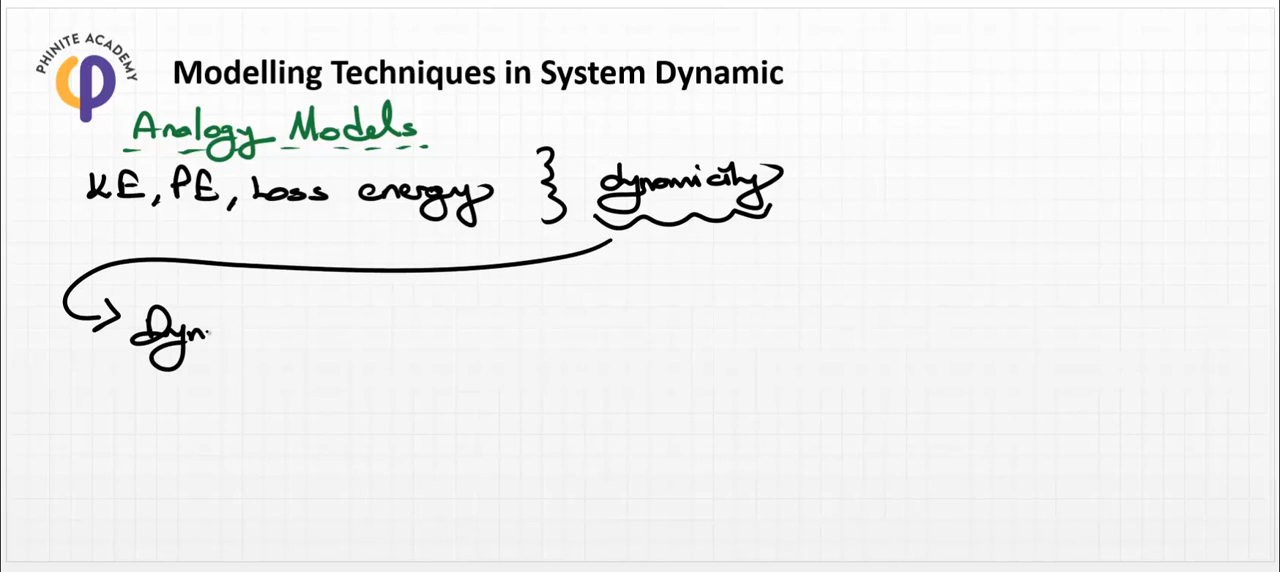 PHINITE ACADEMY
Modelling Techniques in System Dynamic
Analogy Models
KE, PE, Loss energy } dynamicity
Dyn